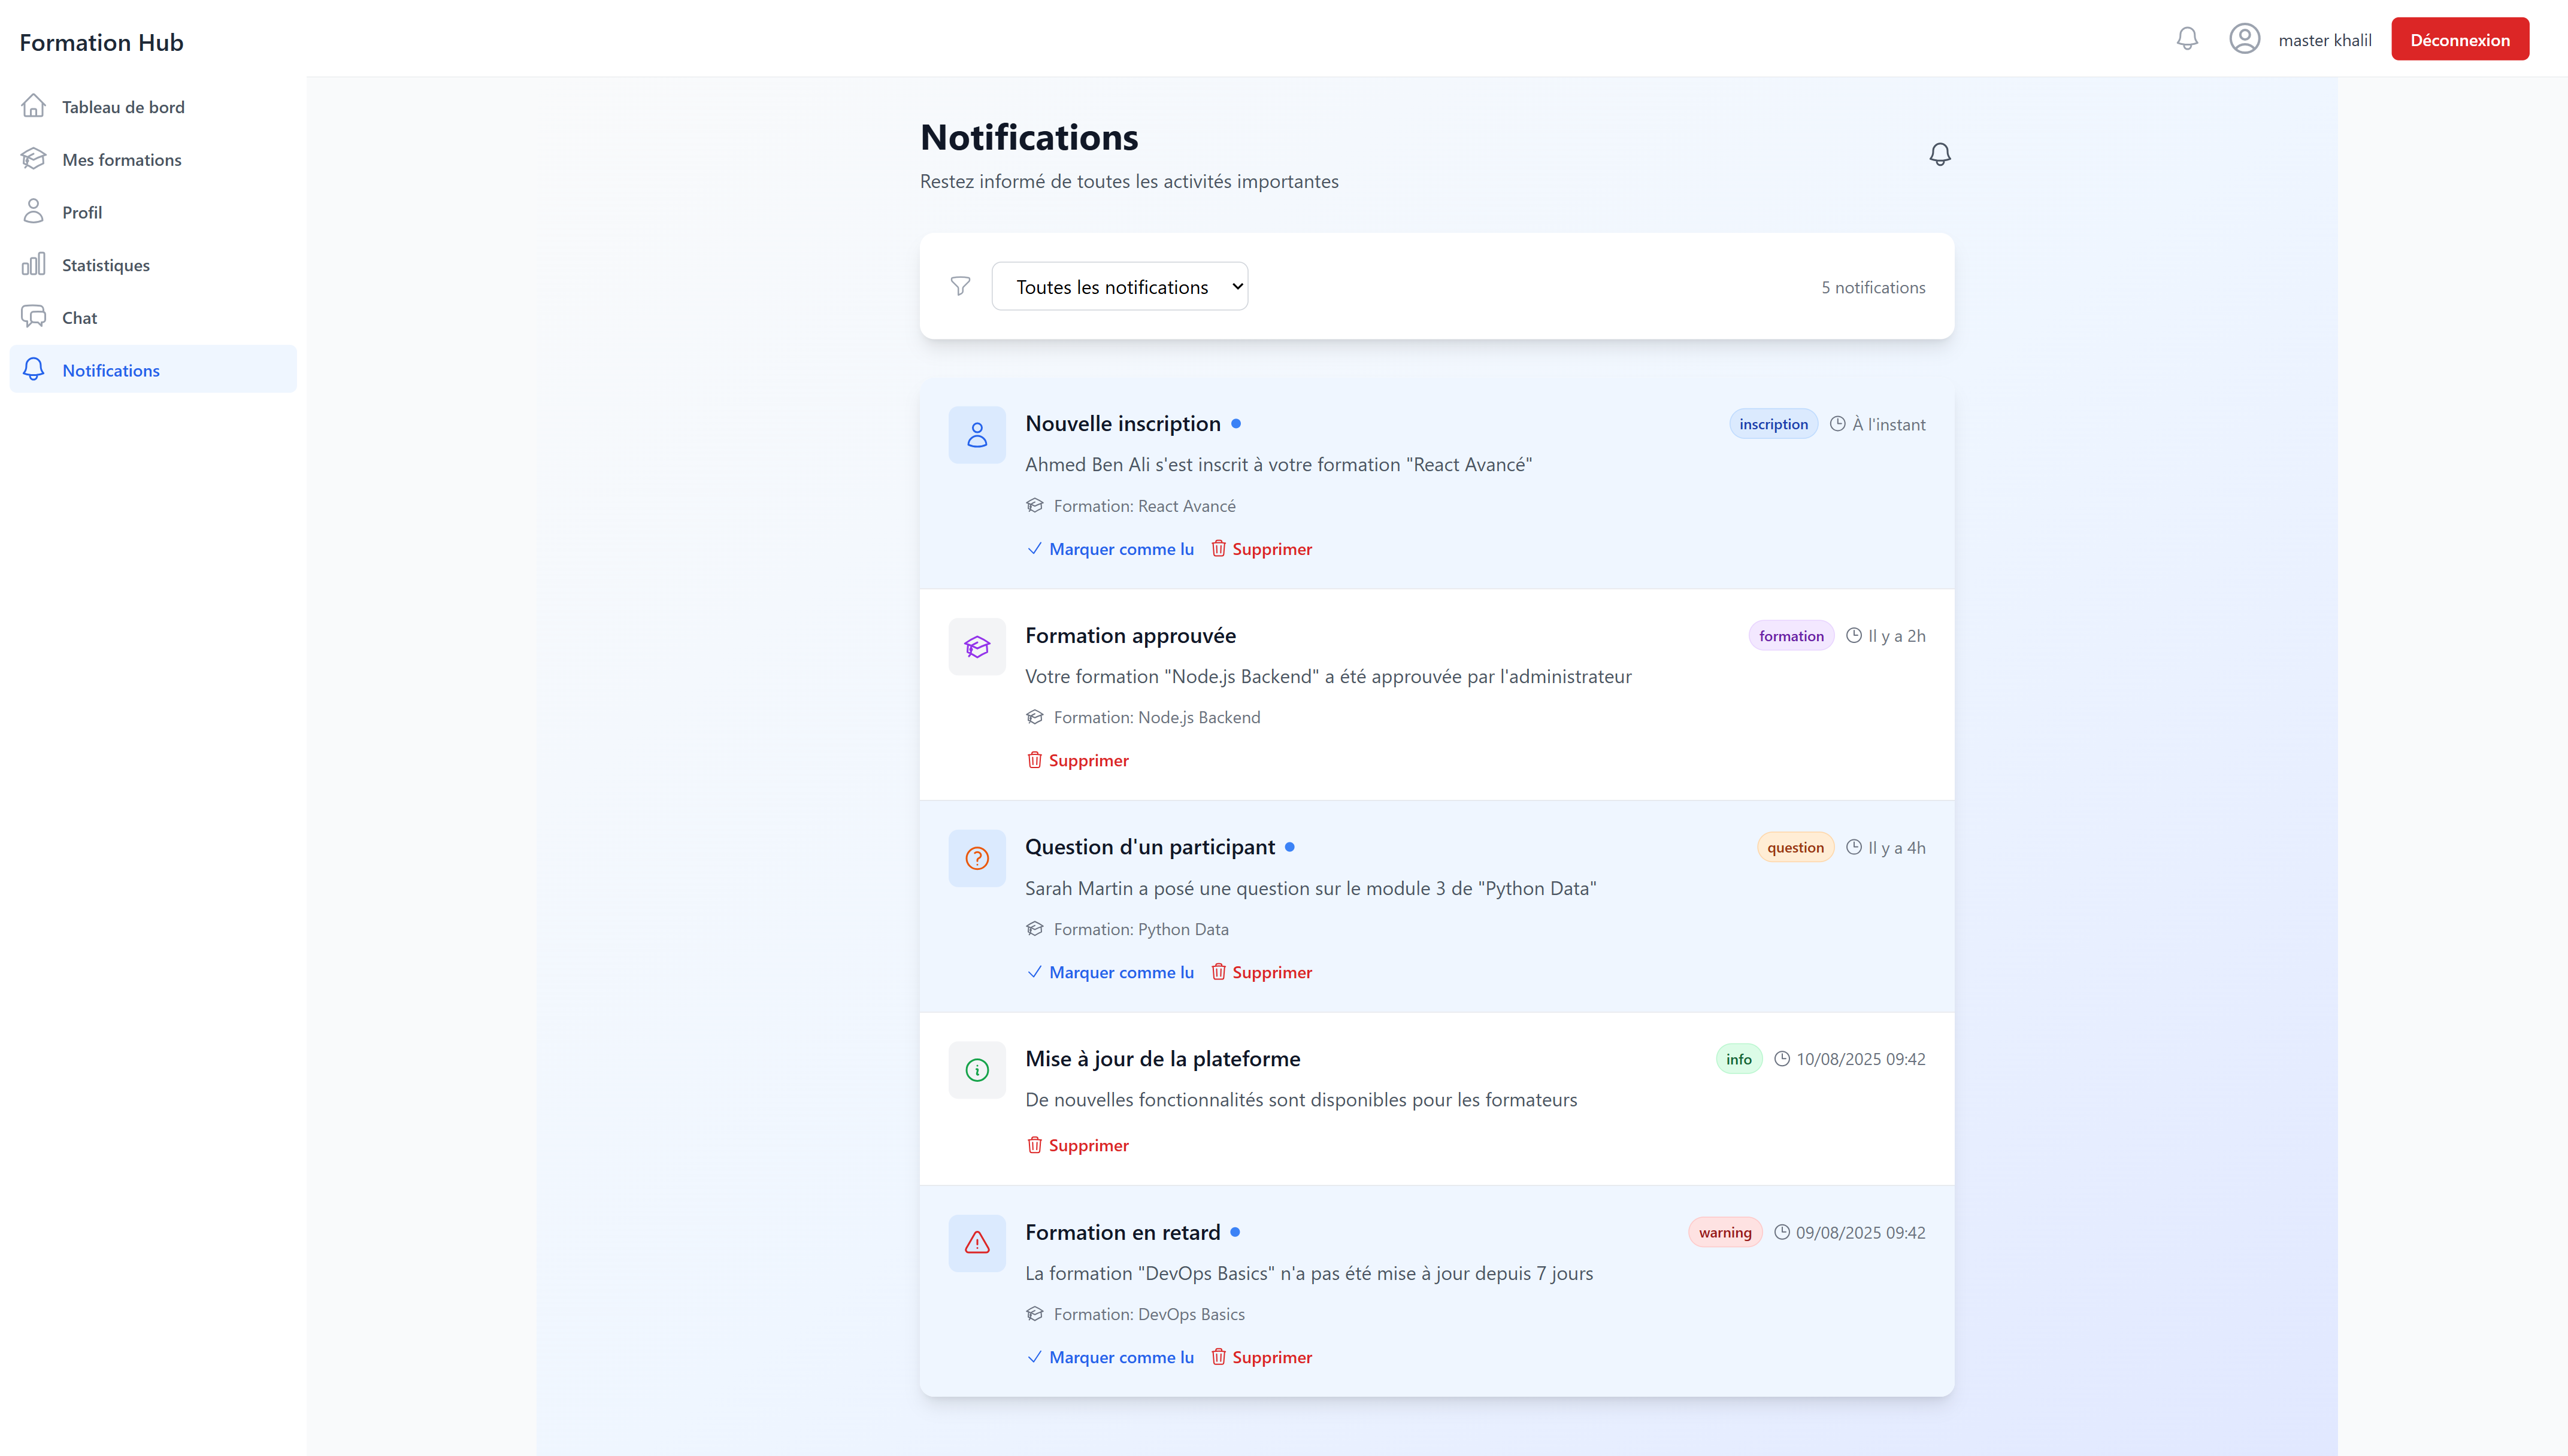 Formation Hub
master khalil
Déconnexion
Tableau de bord
Mes formations
Profil
Statistiques
Chat
Notifications
Notifications
Restez informé de toutes les activités importantes
Toutes les notifications
5 notifications
Nouvelle inscription
inscription
À l'instant
Ahmed Ben Ali s'est inscrit à votre formation "React Avancé"
Formation: React Avancé
Marquer comme lu
Supprimer
Formation approuvée
formation
Il y a 2h
Votre formation "Node.js Backend" a été approuvée par l'administrateur
Formation: Node.js Backend
Supprimer
Question d'un participant
question
Il y a 4h
Sarah Martin a posé une question sur le module 3 de "Python Data"
Formation: Python Data
Marquer comme lu
Supprimer
Mise à jour de la plateforme
info
10/08/2025 09:42
De nouvelles fonctionnalités sont disponibles pour les formateurs
Supprimer
Formation en retard
warning
09/08/2025 09:42
La formation "DevOps Basics" n'a pas été mise à jour depuis 7 jours
Formation: DevOps Basics
Marquer comme lu
Supprimer